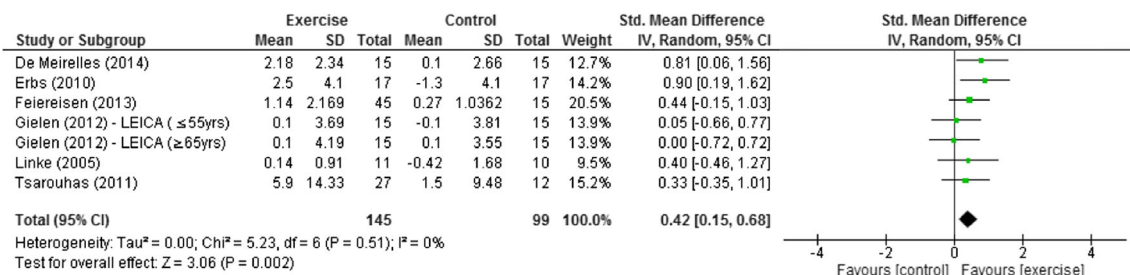 Exercise Control Std. Mean Difference Std. Mean Difference
Study or Subgroup Mean SD Total Mean SD Total Weight IV, Random, 95% CI IV, Random, 95% CI
De Meirelles (2014) 2.18 2.34 15 0.1 2.66 15 12.7% 0.81 [0.06, 1.56]
Erbs (2010) 2.5 4.1 17 -1.3 4.1 17 14.2% 0.90 [0.19, 1.62]
Feiereisen (2013) 1.14 2.169 45 0.27 1.0362 15 20.5% 0.44 [-0.15, 1.03]
Gielen (2012) - LEICA ( ≤55yrs) 0.1 3.69 15 -0.1 3.81 15 13.9% 0.05 [-0.66, 0.77]
Gielen (2012) - LEICA (≥65yrs) 0.1 4.19 15 0.1 3.55 15 13.9% 0.00 [-0.72, 0.72]
Linke (2005) 0.14 0.91 11 -0.42 1.68 10 9.5% 0.40 [-0.46, 1.27]
Tsarouhas (2011) 5.9 14.33 27 1.5 9.48 12 15.2% 0.33 [-0.35, 1.01]
Total (95% CI) 145 99 100.0% 0.42 [0.15, 0.68]
Heterogeneity: Tau² = 0.00; Chi² = 5.23, df = 6 (P = 0.51); I² = 0%
Test for overall effect: Z = 3.06 (P = 0.002)
-4 -2 0 2 4
Favours [control] Favours [exercise]